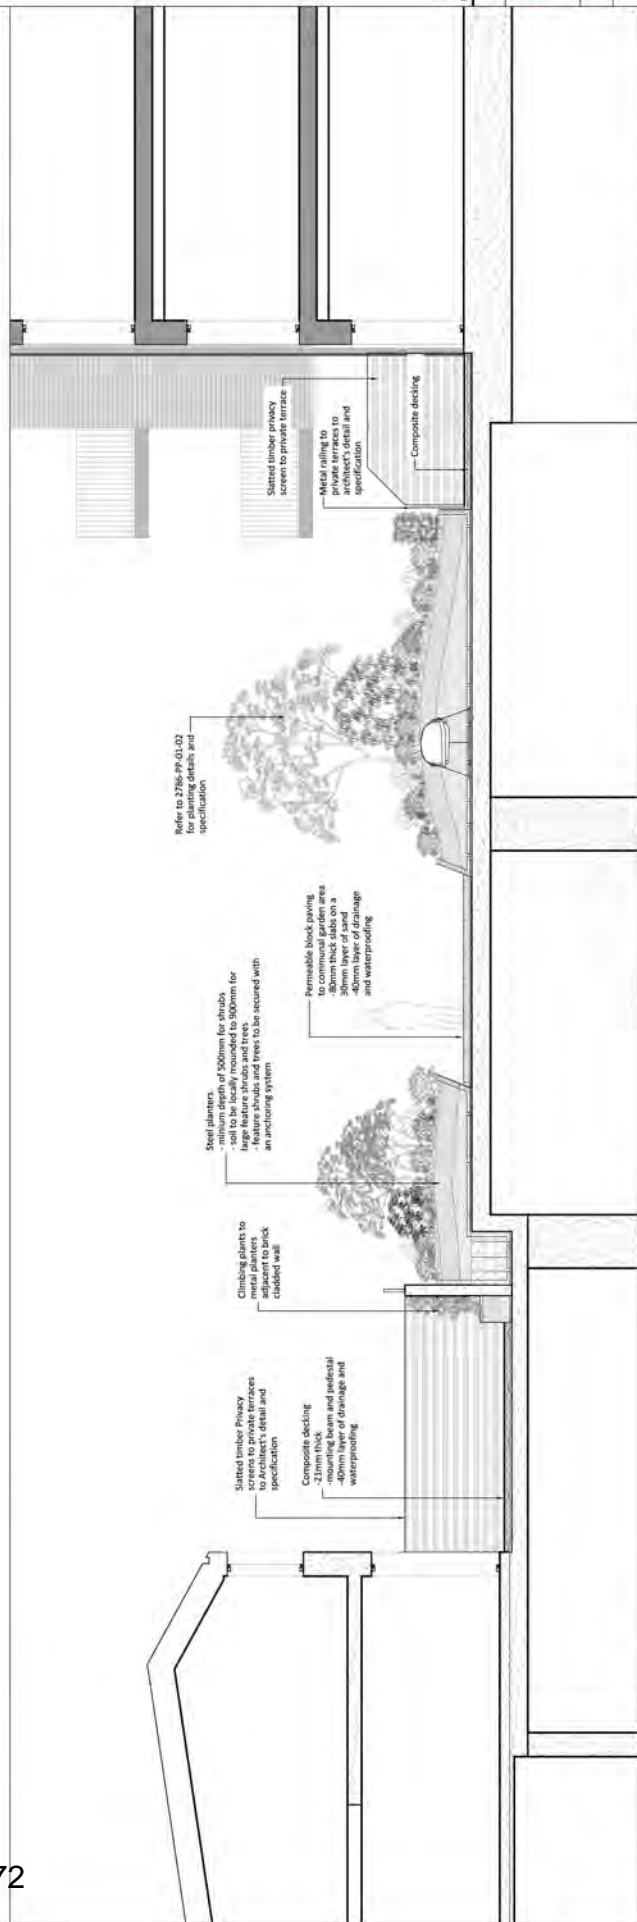 Slatted timber Privacy
screens to private terraces
to Architect's detail and
specification
Composite decking
-21mm thick
-mounting beam and pedestal
-40mm layer of drainage and
waterproofing
Climbing plants to
metal planters
adjacent to brick
cladded wall
Steel planters
- minium depth of 500mm for shrubs
- soil to be locally mounded to 900mm for
large feature shrubs and trees
- feature shrubs and trees to be secured with
an anchoring system
Permeable block paving
to communal garden area
-80mm thick slabs on a
30mm layer of sand
-40mm layer of drainage
and waterproofing
Refer to 2786-PP-01-02
for planting details and
specification
Slatted timber privacy
screen to private terrace
Metal railing to
private terraces to
architect's detail and
specification
Composite decking
72